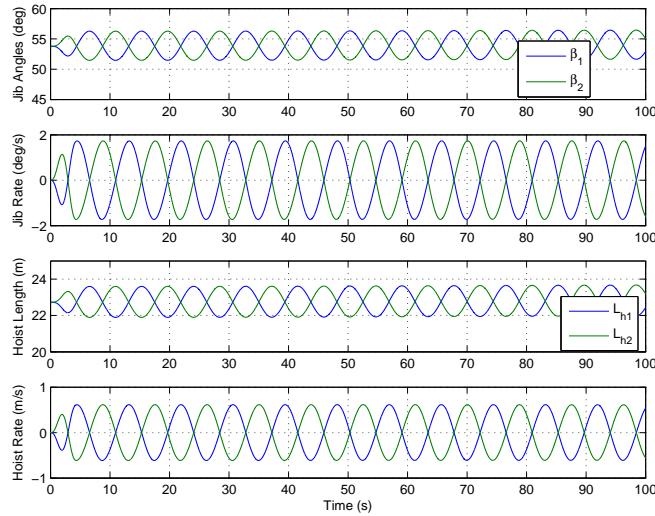 60
55
50
45
Jib Angles (deg)
β1
β2
0 10 20 30 40 50 60 70 80 90 100
2
0
−2
Jib Rate (deg/s)
0 10 20 30 40 50 60 70 80 90 100
24
22
20
Hoist Length (m)
Lh1
Lh2
0 10 20 30 40 50 60 70 80 90 100
1
0
−1
Hoist Rate (m/s)
0 10 20 30 40 50 60 70 80 90 100
Time (s)